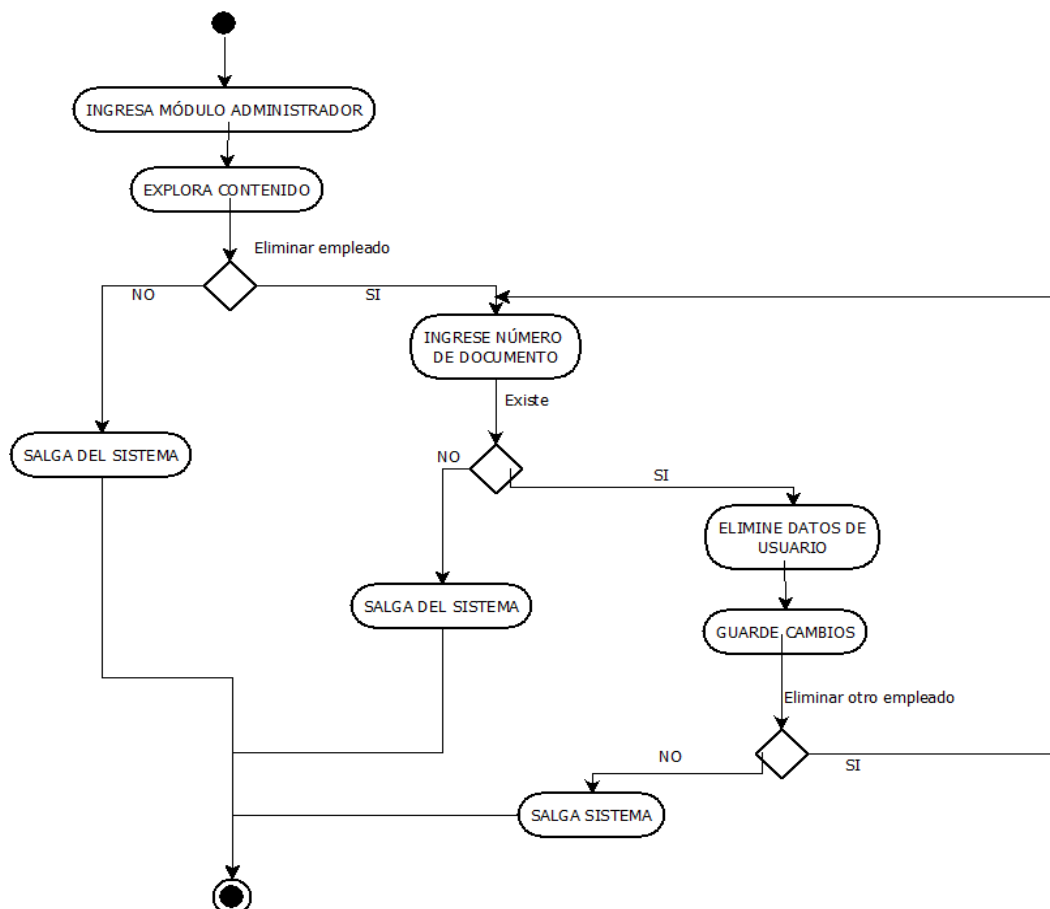 INGRESA MÓDULO ADMINISTRADOR
EXPLORA CONTENIDO
Eliminar empleado
NO
SI
INGRESE NÚMERO
DE DOCUMENTO
Existe
SALGA DEL SISTEMA
NO
SI
ELIMINE DATOS DE
USUARIO
SALGA DEL SISTEMA
GUARDE CAMBIOS
Eliminar otro empleado
NO
SI
SALGA SISTEMA